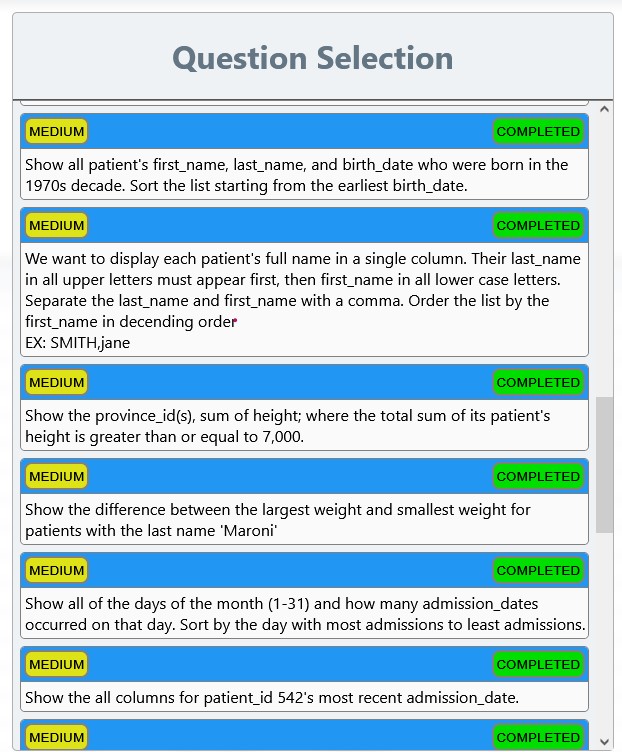 Question Selection
MEDIUM COMPLETED
Show all patient's first_name, last_name, and birth_date who were born in the
1970s decade. Sort the list starting from the earliest birth_date.
MEDIUM COMPLETED
We want to display each patient's full name in a single column. Their last_name
in all upper letters must appear first, then first_name in all lower case letters.
Separate the last_name and first_name with a comma. Order the list by the
first_name in decending order
EX: SMITH,jane
MEDIUM COMPLETED
Show the province_id(s), sum of height; where the total sum of its patient's
height is greater than or equal to 7,000.
MEDIUM COMPLETED
Show the difference between the largest weight and smallest weight for
patients with the last name 'Maroni'
MEDIUM COMPLETED
Show all of the days of the month (1-31) and how many admission_dates
occurred on that day. Sort by the day with most admissions to least admissions.
MEDIUM COMPLETED
Show the all columns for patient_id 542's most recent admission_date.
MEDIUM COMPLETED